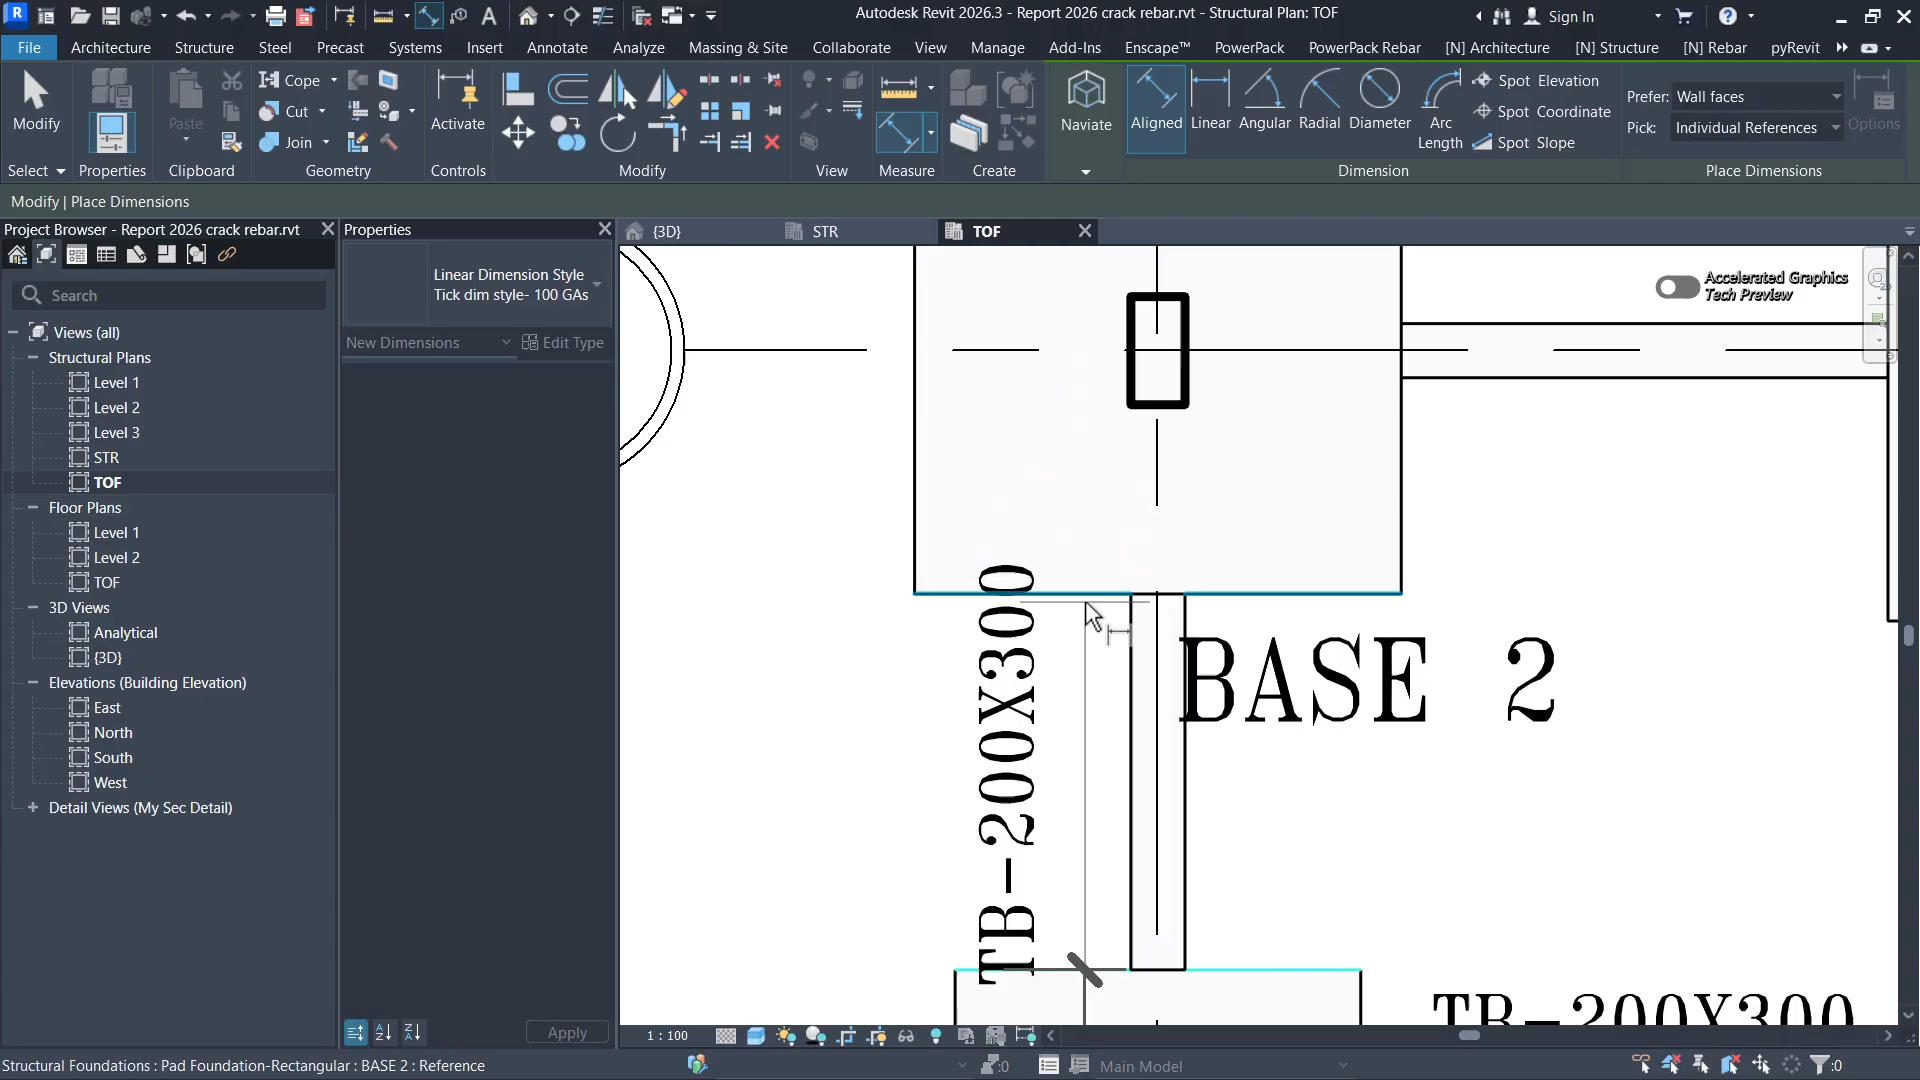 Autodesk Revit 2026.3 - Report 2026 crack rebar.rvt - Structural Plan: TOF
Sign In
File Architecture Structure Steel Precast Systems Insert Annotate Analyze Massing & Site Collaborate View Manage Add-Ins Enscape™ PowerPack PowerPack Rebar [N] Architecture [N] Structure [N] Rebar pyRevit
Modify
Paste
Cope
Cut
Join
Activate
Naviate
Aligned Linear Angular Radial Diameter Arc Length
Spot Elevation
Spot Coordinate
Spot Slope
Prefer: Wall faces
Pick: Individual References
Options
Select Properties Clipboard Geometry Controls Modify View Measure Create Dimension Place Dimensions
Modify | Place Dimensions
Project Browser - Report 2026 crack rebar.rvt
Search
Views (all)
Structural Plans
Level 1
Level 2
Level 3
STR
TOF
Floor Plans
Level 1
Level 2
TOF
3D Views
Analytical
{3D}
Elevations (Building Elevation)
East
North
South
West
Detail Views (My Sec Detail)
Properties
Linear Dimension Style
Tick dim style- 100 GAs
New Dimensions Edit Type
Apply
{3D} STR TOF
Accelerated Graphics
Tech Preview
TB-200X300
BASE 2
TB-200X300
1 : 100
Structural Foundations : Pad Foundation-Rectangular : BASE 2 : Reference
:0
Main Model
:0